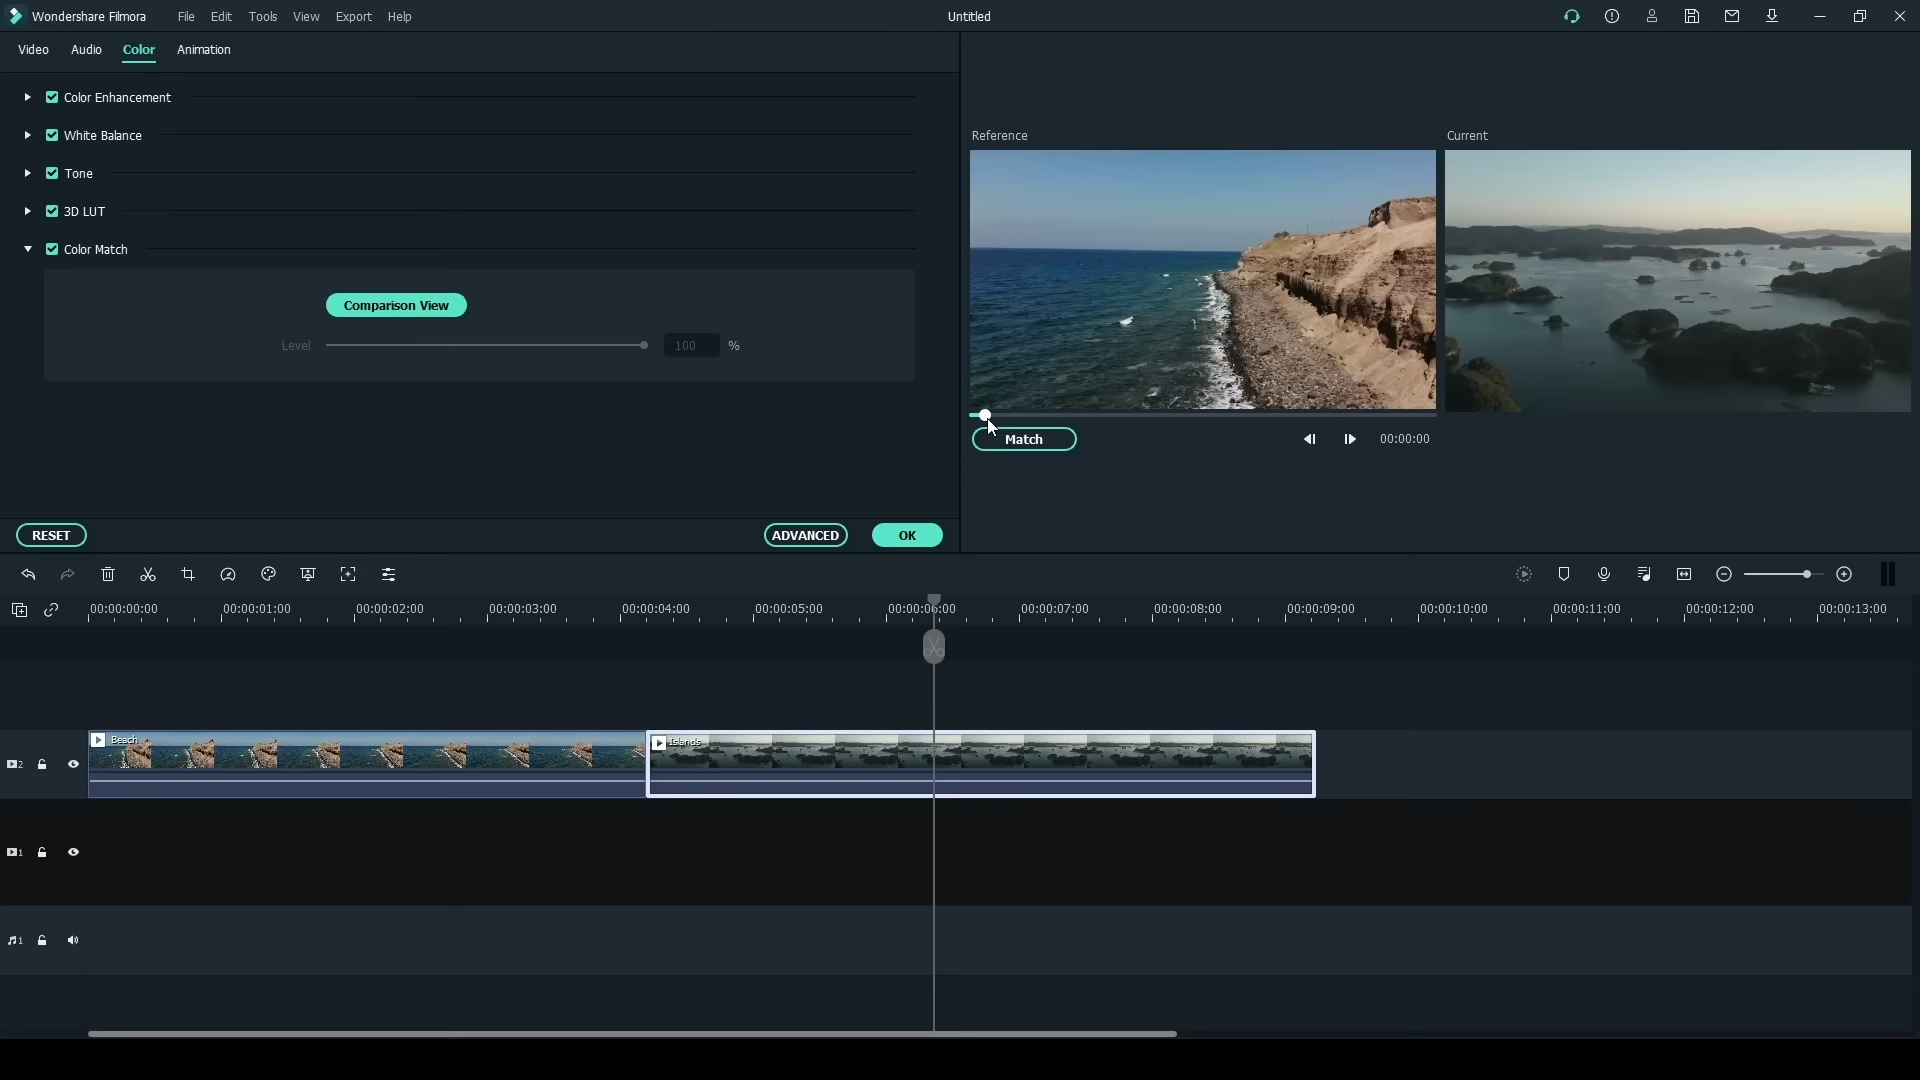 Wondershare Filmora File Edit Tools View Export Help Untitled
Video Audio Color Animation
Color Enhancement
White Balance
Tone
3D LUT
Color Match
Comparison View
Level 100 %
RESET ADVANCED OK
Reference Current
Match 00:00:00
00:00:00:00 00:00:01:00 00:00:02:00 00:00:03:00 00:00:04:00 00:00:05:00 00:00:06:00 00:00:07:00 00:00:08:00 00:00:09:00 00:00:10:00 00:00:11:00 00:00:12:00 00:00:13:00
Beach Islands
2
1
1